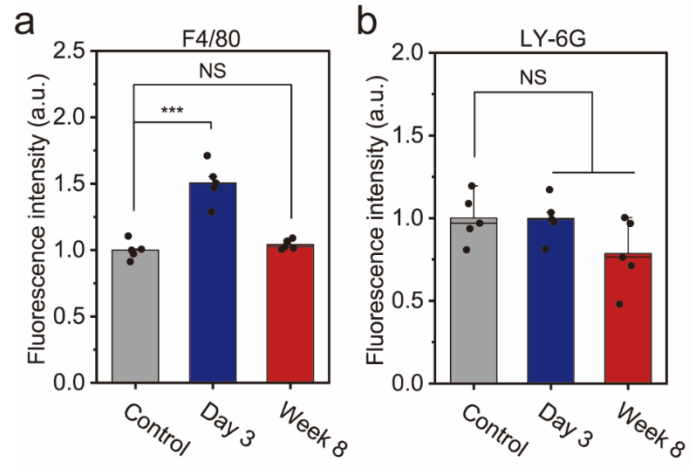 a
F4/80
Fluorescence intensity (a.u.)
2.5
2.0
1.5
1.0
0.5
0.0
NS
***
Control
Day 3
Week 8
b
LY-6G
Fluorescence intensity (a.u.)
2.0
1.5
1.0
0.5
0.0
NS
Control
Day 3
Week 8